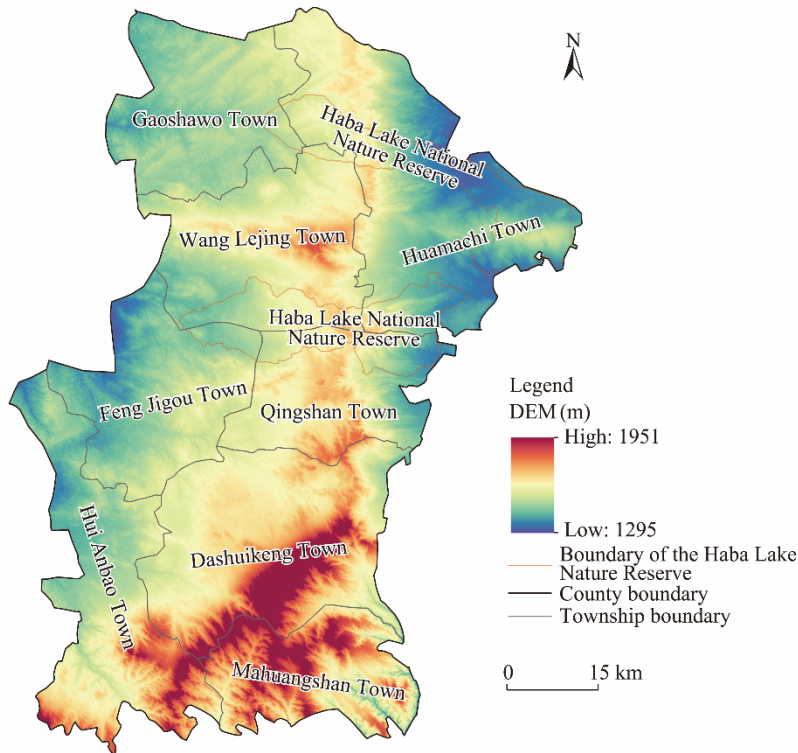 N
Gaoshawo Town
Haba Lake National
Nature Reserve
Wang Lejing Town
Huamachi Town
Haba Lake National
Nature Reserve
Feng Jigou Town
Qingshan Town
Hui Anbao Town
Dashuikeng Town
Mahuangshan Town
Legend
DEM (m)
High: 1951
Low: 1295
Boundary of the Haba Lake
Nature Reserve
County boundary
Township boundary
0 15 km